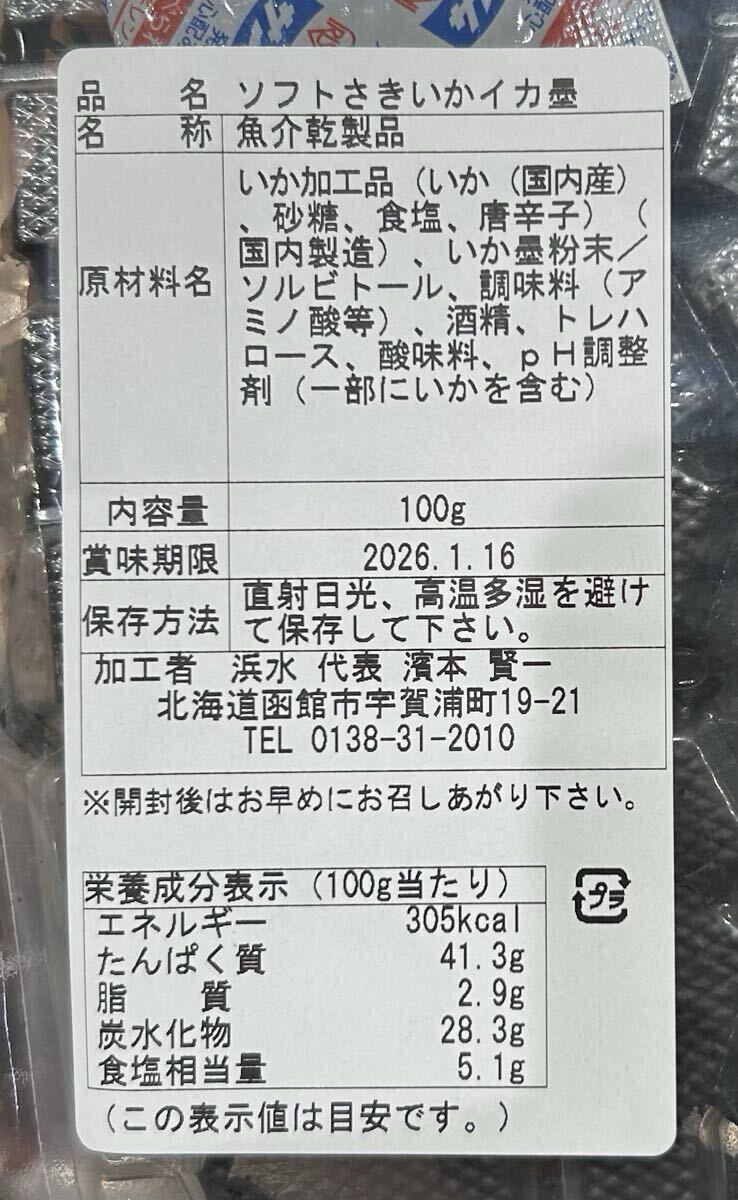 品名 ソフトさきいかイカ墨
名称 魚介乾製品
原材料名
いか加工品（いか（国内産）
、砂糖、食塩、唐辛子）（
国内製造）、いか墨粉末／
ソルビトール、調味料（ア
ミノ酸等）、酒精、トレハ
ロース、酸味料、ｐＨ調整
剤（一部にいかを含む）
内容量 100g
賞味期限 2026.1.16
保存方法
直射日光、高温多湿を避け
て保存して下さい。
加工者 浜水 代表 濱本 賢一
北海道函館市宇賀浦町19-21
TEL 0138-31-2010
※開封後はお早めにお召しあがり下さい。
栄養成分表示（100g当たり）
エネルギー 305kcal
たんぱく質 41.3g
脂質 2.9g
炭水化物 28.3g
食塩相当量 5.1g
（この表示値は目安です。）
プラ